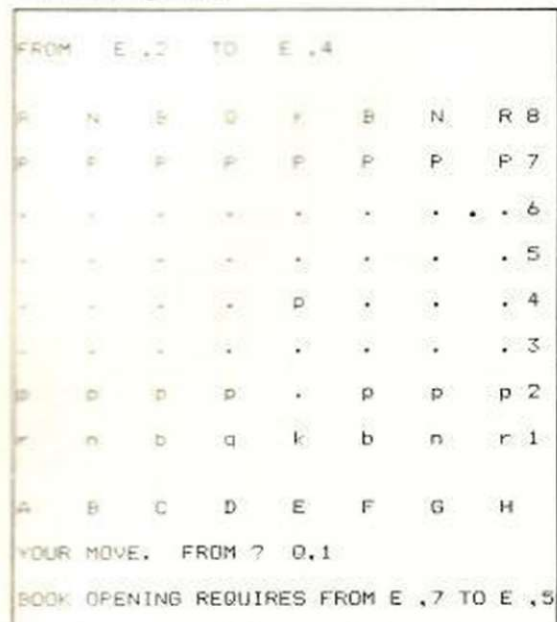 FROM E ,2 TO E ,4
R N B Q K B N R 8
P P P P P P P P 7
. . . . . . . . 6
. . . . . . . . 5
. . . . p . . . 4
. . . . . . . . 3
p p p p . p p p 2
r n b q k b n r 1
A B C D E F G H
YOUR MOVE. FROM ? 0,1
BOOK OPENING REQUIRES FROM E ,7 TO E ,5